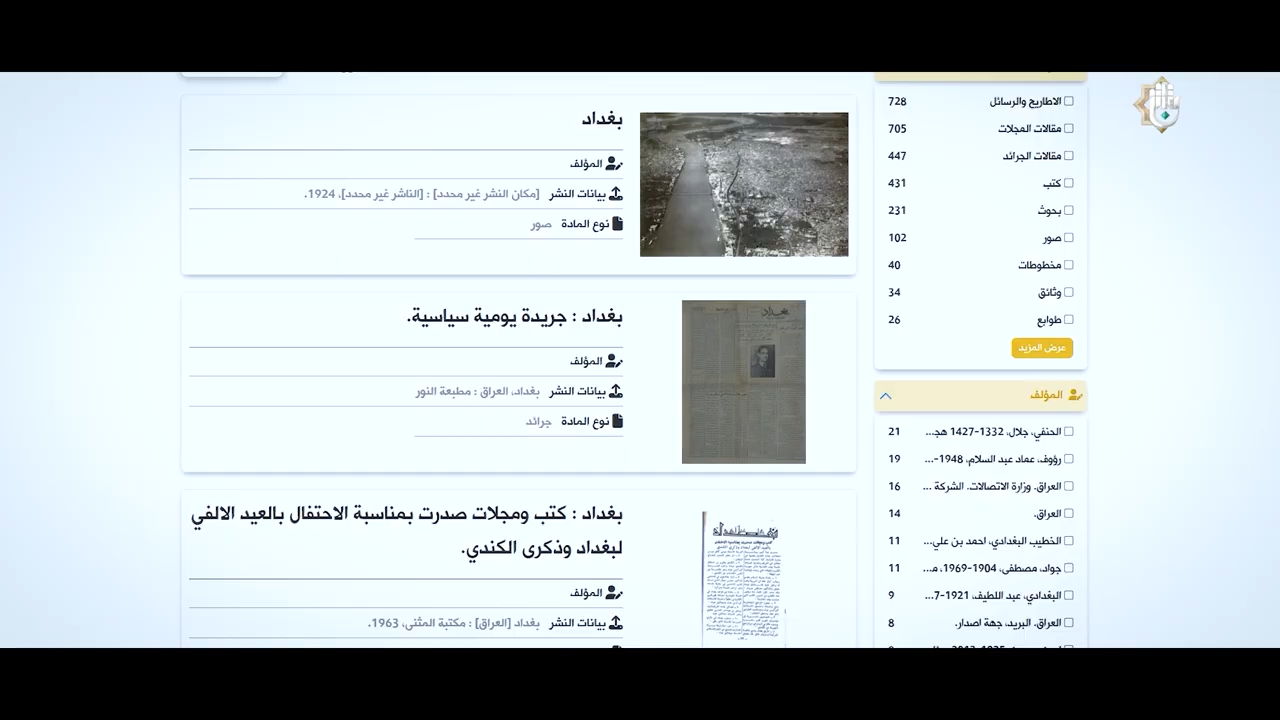 الاطاريح والرسائل 728
مقالات المجلات 705
مقالات الجرائد 447
كتب 431
بحوث 231
صور 102
مخطوطات 40
وثائق 34
طوابع 26
عرض المزيد
المؤلف
الحنفي، جلال، 1332-1427 هجـ... 21
رؤوف، عماد عبد السلام، 1948-... 19
العراق. وزارة الاتصالات. الشركة ... 16
العراق. 14
الخطيب البغدادي، احمد بن علي،... 11
جواد، مصطفى، 1904-1969، مـ... 11
البغدادي، عبد اللطيف، 1921-7... 9
العراق. البريد، جهة اصدار. 8
بغداد
المؤلف
بيانات النشر [مكان النشر غير محدد] : [الناشر غير محدد]، 1924.
نوع المادة صور
بغداد : جريدة يومية سياسية.
المؤلف
بيانات النشر بغداد، العراق : مطبعة النور
نوع المادة جرائد
بغداد
بغداد : كتب ومجلات صدرت بمناسبة الاحتفال بالعيد الالفي
لبغداد وذكرى الكندي.
المؤلف
بيانات النشر بغداد [العراق] : مكتبة المثنى، 1963.